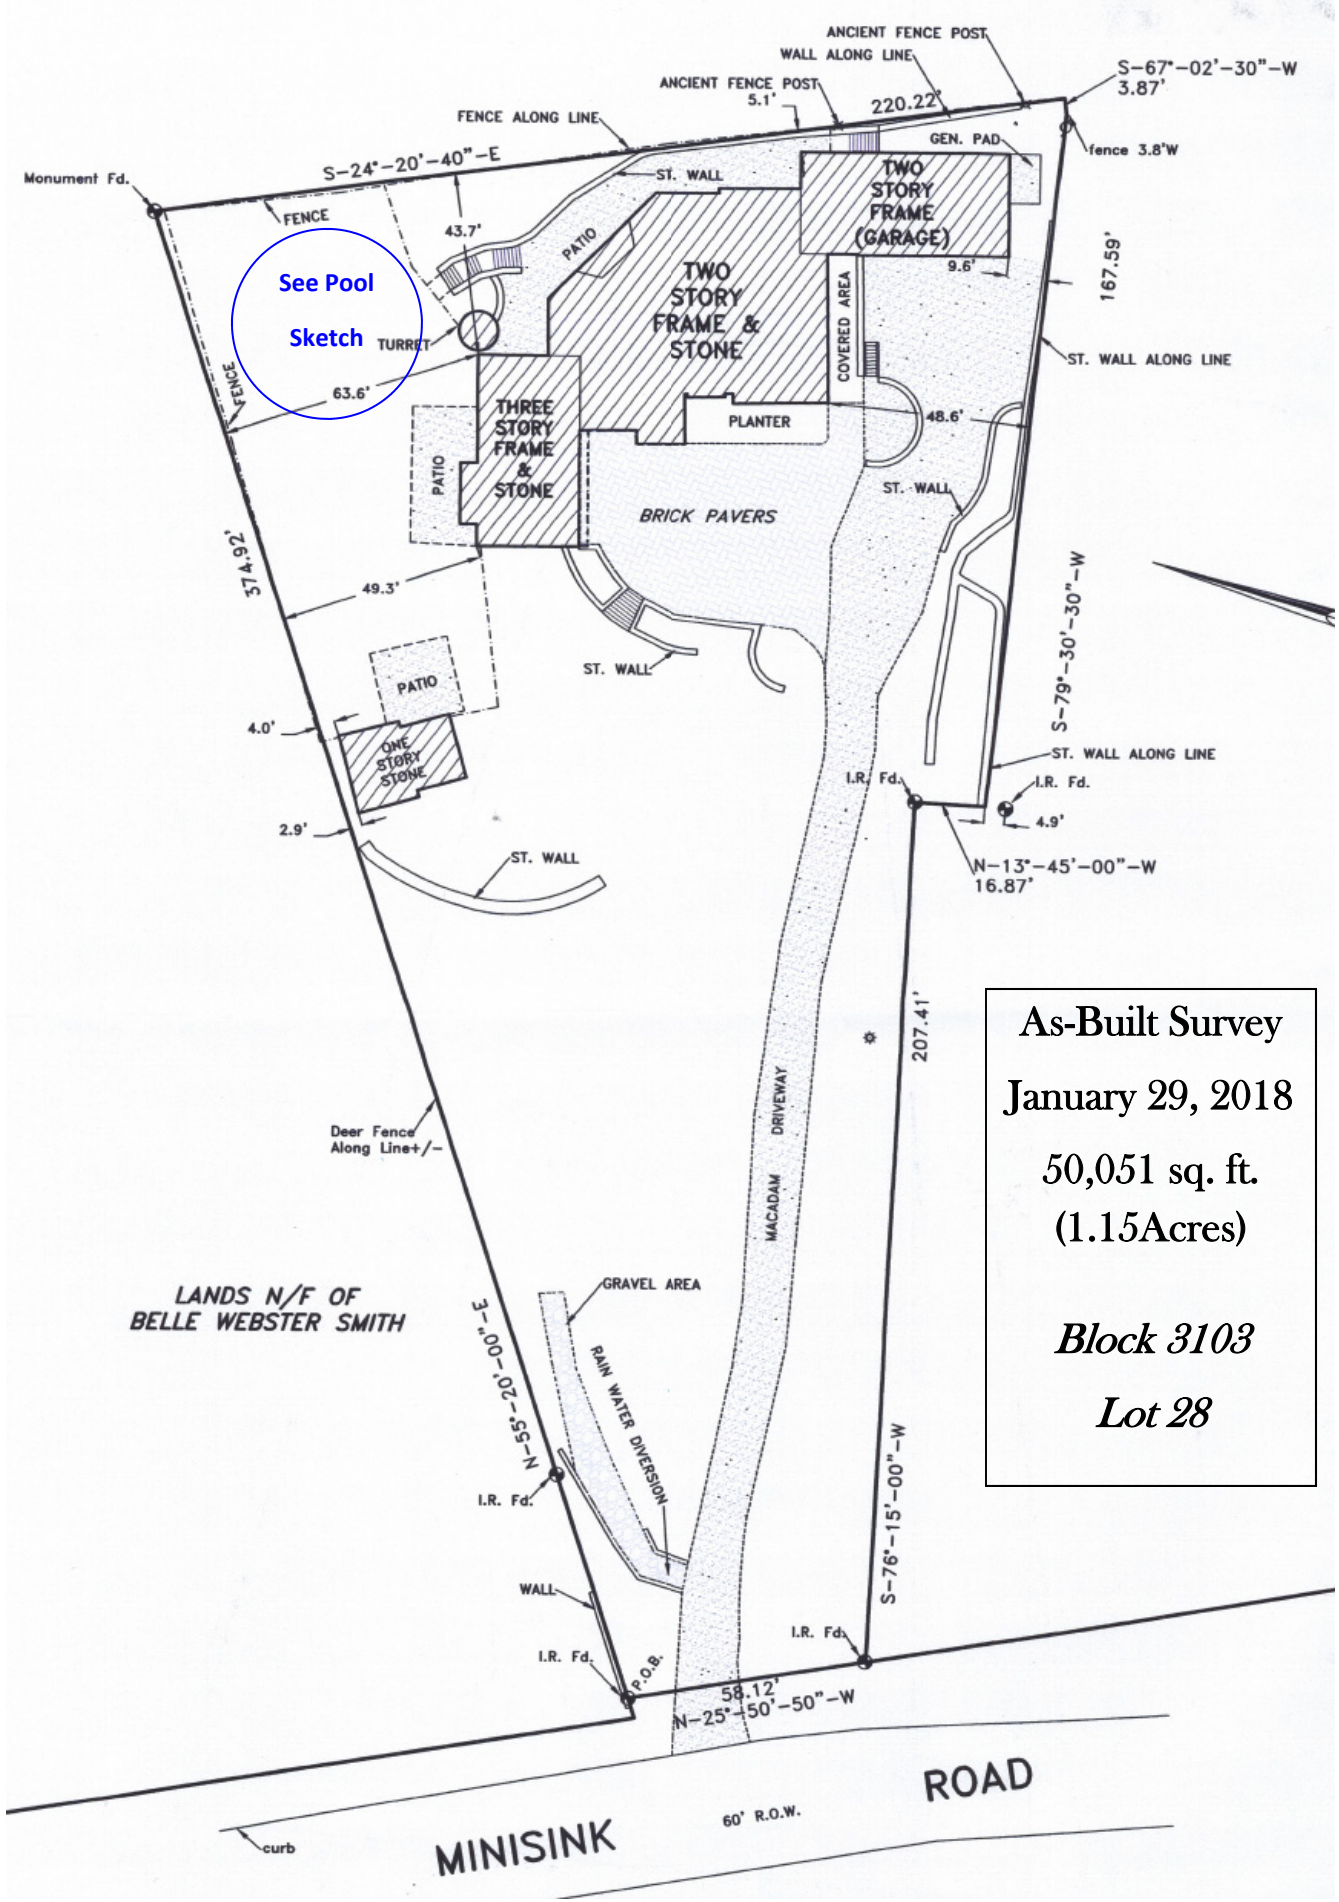 ANCIENT FENCE POST
WALL ALONG LINE
S-67°-02'-30"-W
3.87'
ANCIENT FENCE POST
5.1'
220.22'
FENCE ALONG LINE
GEN. PAD
fence 3.8'W
S-24°-20'-40"-E
Monument Fd.
ST. WALL
TWO
STORY
FRAME
(GARAGE)
FENCE
43.7'
PATIO
9.6'
167.59'
See Pool
Sketch
TURRET
TWO
STORY
FRAME &
STONE
COVERED AREA
ST. WALL ALONG LINE
FENCE
63.6'
THREE
STORY
FRAME
&
STONE
PLANTER
48.6'
PATIO
ST. WALL
BRICK PAVERS
374.92'
49.3'
ST. WALL
S-79°-30'-30"-W
PATIO
4.0'
ONE
STORY
STONE
ST. WALL ALONG LINE
I.R. Fd.
I.R. Fd.
4.9'
2.9'
ST. WALL
N-13°-45'-00"-W
16.87'
207.41'
As-Built Survey
January 29, 2018
50,051 sq. ft.
(1.15Acres)
Block 3103
Lot 28
Deer Fence
Along Line+/-
MACADAM DRIVEWAY
GRAVEL AREA
LANDS N/F OF
BELLE WEBSTER SMITH
N-55°-20'-00"-E
RAIN WATER DIVERSION
I.R. Fd.
S-76°-15'-00"-W
WALL
I.R. Fd.
I.R. Fd.
P.O.B.
58.12'
N-25°-50'-50"-W
MINISINK ROAD
60' R.O.W.
curb